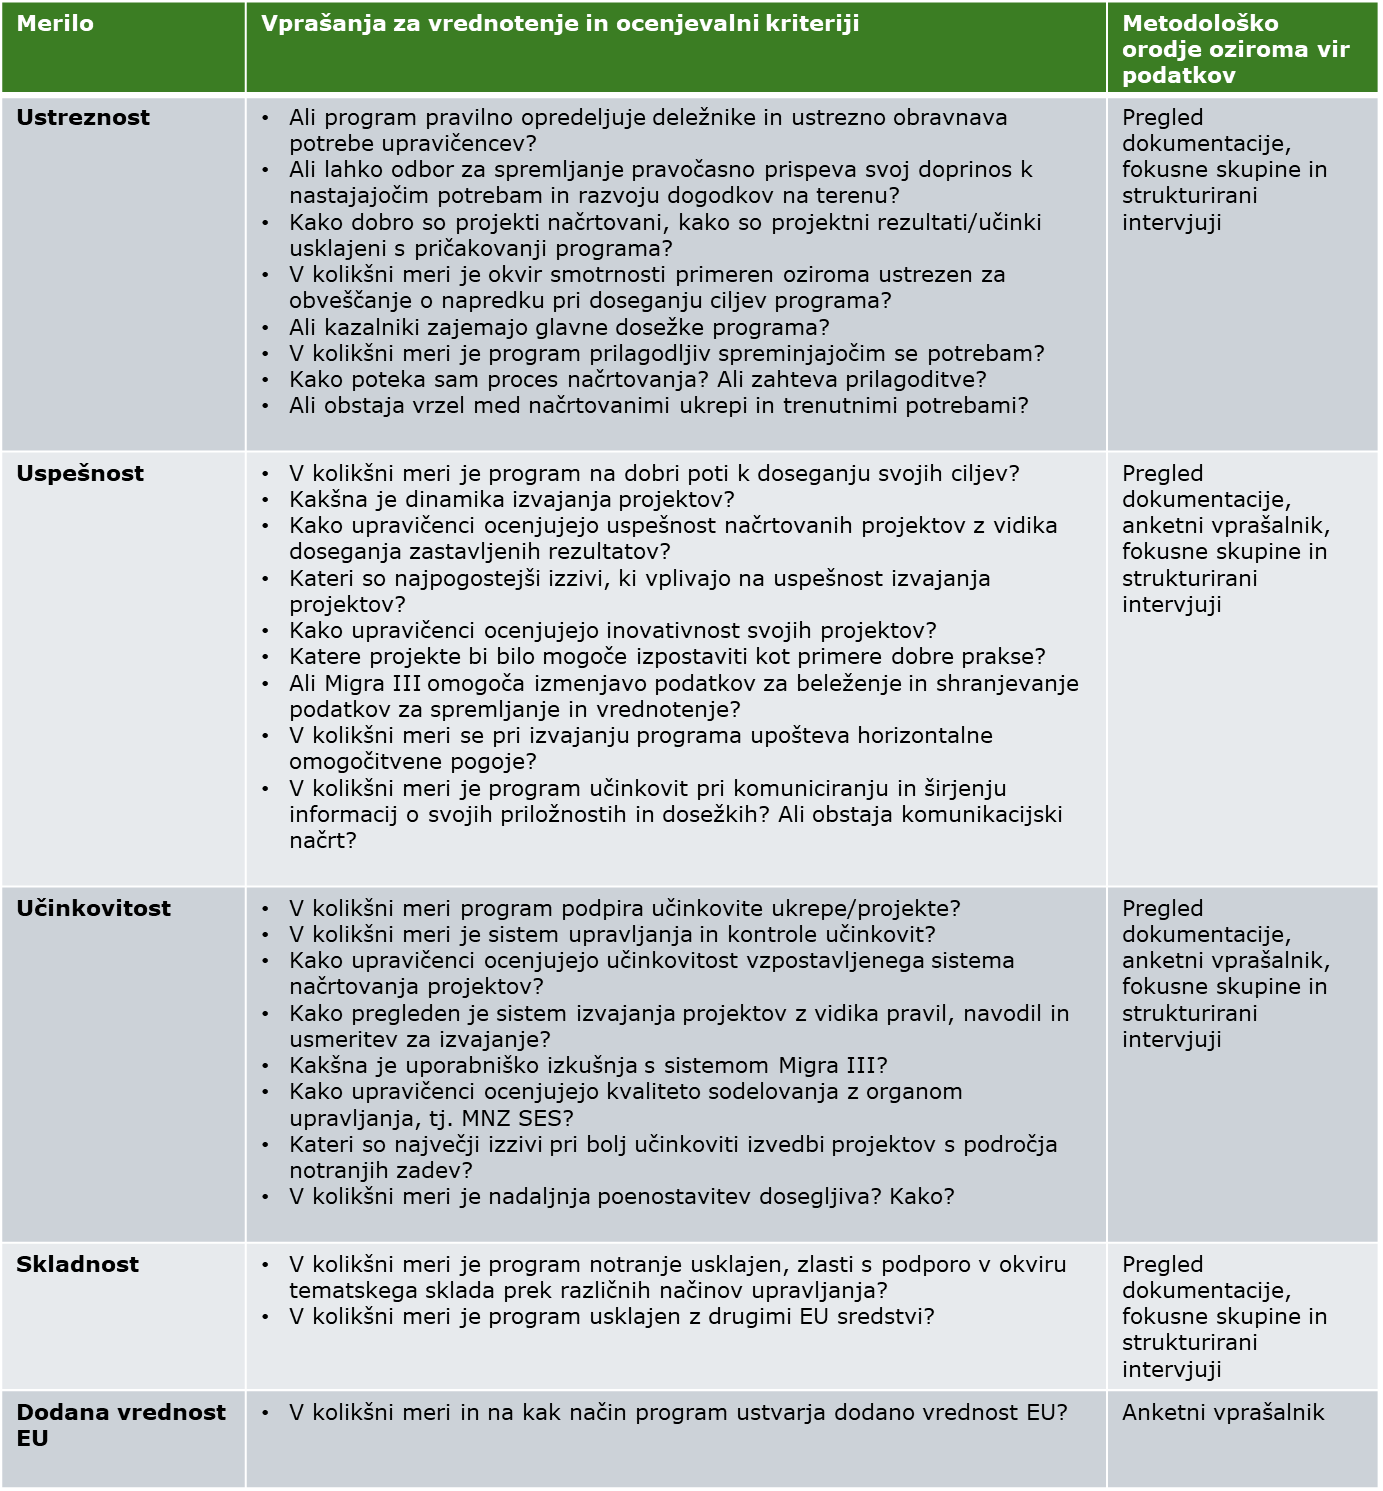 Merilo
Vprašanja za vrednotenje in ocenjevalni kriteriji
Metodološko
orodje oziroma vir
podatkov
Ustreznost
• Ali program pravilno opredeljuje deležnike in ustrezno obravnava
potrebe upravičencev?
• Ali lahko odbor za spremljanje pravočasno prispeva svoj doprinos k
nastajajočim potrebam in razvoju dogodkov na terenu?
• Kako dobro so projekti načrtovani, kako so projektni rezultati/učinki
usklajeni s pričakovanji programa?
• V kolikšni meri je okvir smotrnosti primeren oziroma ustrezen za
obveščanje o napredku pri doseganju ciljev programa?
• Ali kazalniki zajemajo glavne dosežke programa?
• V kolikšni meri je program prilagodljiv spreminjajočim se potrebam?
• Kako poteka sam proces načrtovanja? Ali zahteva prilagoditve?
• Ali obstaja vrzel med načrtovanimi ukrepi in trenutnimi potrebami?
Pregled
dokumentacije,
fokusne skupine in
strukturirani
intervjuji
Uspešnost
• V kolikšni meri je program na dobri poti k doseganju svojih ciljev?
• Kakšna je dinamika izvajanja projektov?
• Kako upravičenci ocenjujejo uspešnost načrtovanih projektov z vidika
doseganja zastavljenih rezultatov?
• Kateri so najpogostejši izzivi, ki vplivajo na uspešnost izvajanja
projektov?
• Kako upravičenci ocenjujejo inovativnost svojih projektov?
• Katere projekte bi bilo mogoče izpostaviti kot primere dobre prakse?
• Ali Migra III omogoča izmenjavo podatkov za beleženje in shranjevanje
podatkov za spremljanje in vrednotenje?
• V kolikšni meri se pri izvajanju programa upošteva horizontalne
omogočitvene pogoje?
• V kolikšni meri je program učinkovit pri komuniciranju in širjenju
informacij o svojih priložnostih in dosežkih? Ali obstaja komunikacijski
načrt?
Pregled
dokumentacije,
anketni vprašalnik,
fokusne skupine in
strukturirani
intervjuji
Učinkovitost
• V kolikšni meri program podpira učinkovite ukrepe/projekte?
• V kolikšni meri je sistem upravljanja in kontrole učinkovit?
• Kako upravičenci ocenjujejo učinkovitost vzpostavljenega sistema
načrtovanja projektov?
• Kako pregleden je sistem izvajanja projektov z vidika pravil, navodil in
usmeritev za izvajanje?
• Kakšna je uporabniško izkušnja s sistemom Migra III?
• Kako upravičenci ocenjujejo kvaliteto sodelovanja z organom
upravljanja, tj. MNZ SES?
• Kateri so največji izzivi pri bolj učinkoviti izvedbi projektov s področja
notranjih zadev?
• V kolikšni meri je nadaljnja poenostavitev dosegljiva? Kako?
Pregled
dokumentacije,
anketni vprašalnik,
fokusne skupine in
strukturirani
intervjuji
Skladnost
• V kolikšni meri je program notranje usklajen, zlasti s podporo v okviru
tematskega sklada prek različnih načinov upravljanja?
• V kolikšni meri je program usklajen z drugimi EU sredstvi?
Pregled
dokumentacije,
fokusne skupine in
strukturirani
intervjuji
Dodana vrednost
EU
• V kolikšni meri in na kak način program ustvarja dodano vrednost EU?
Anketni vprašalnik